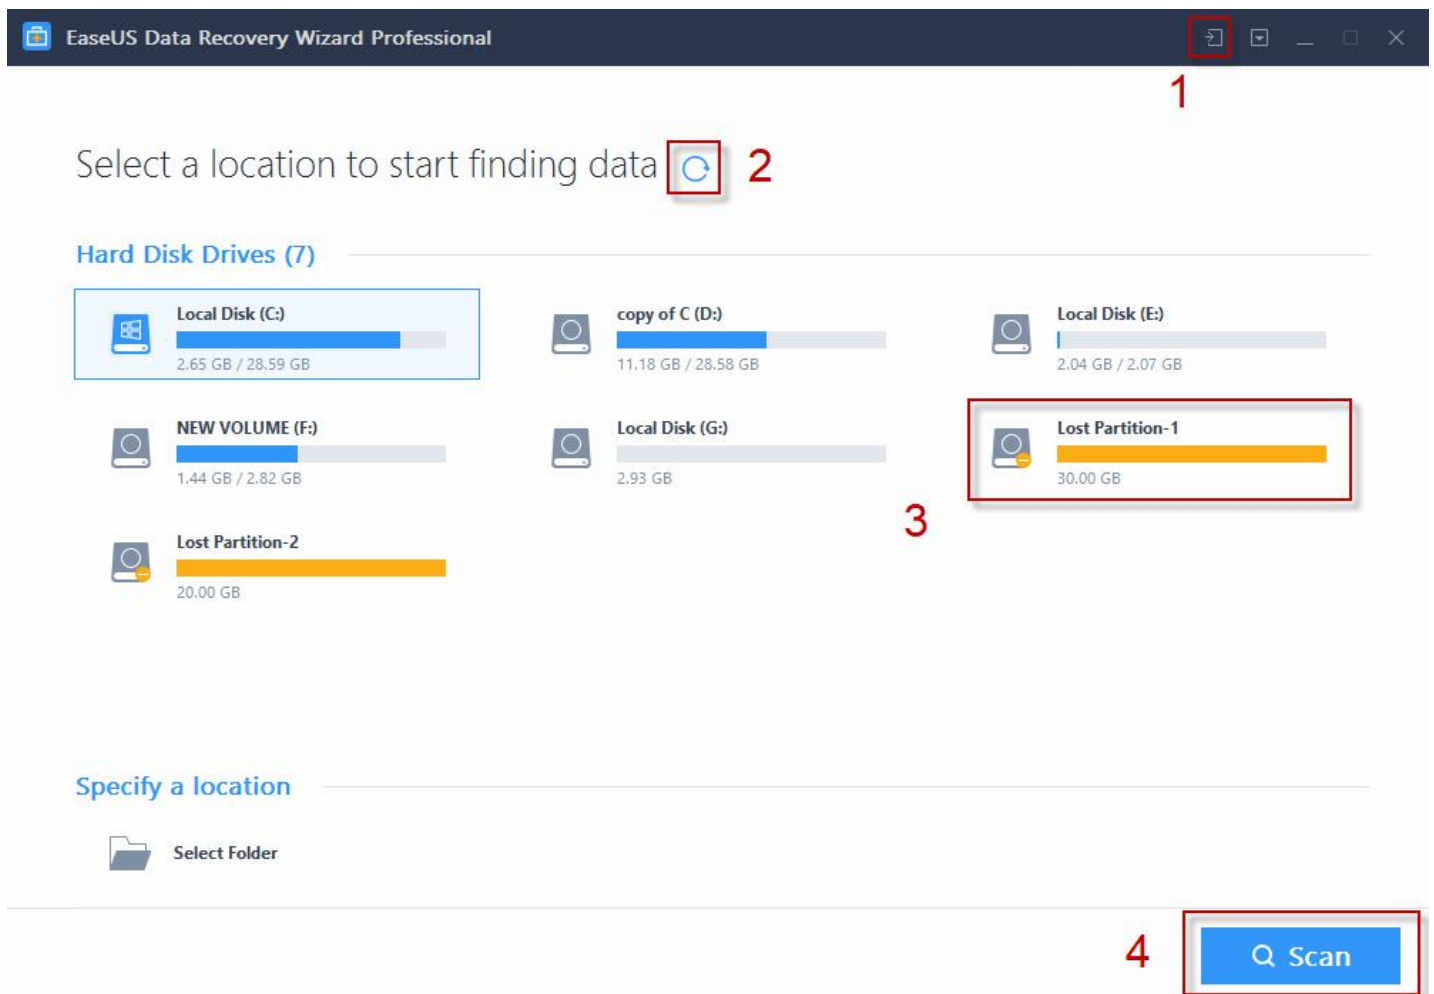 EaseUS Data Recovery Wizard Professional
1
Select a location to start finding data
2
Hard Disk Drives (7)
Local Disk (C:)
2.65 GB / 28.59 GB
copy of C (D:)
11.18 GB / 28.58 GB
Local Disk (E:)
2.04 GB / 2.07 GB
NEW VOLUME (F:)
1.44 GB / 2.82 GB
Local Disk (G:)
2.93 GB
Lost Partition-1
30.00 GB
3
Lost Partition-2
20.00 GB
Specify a location
Select Folder
4
Scan